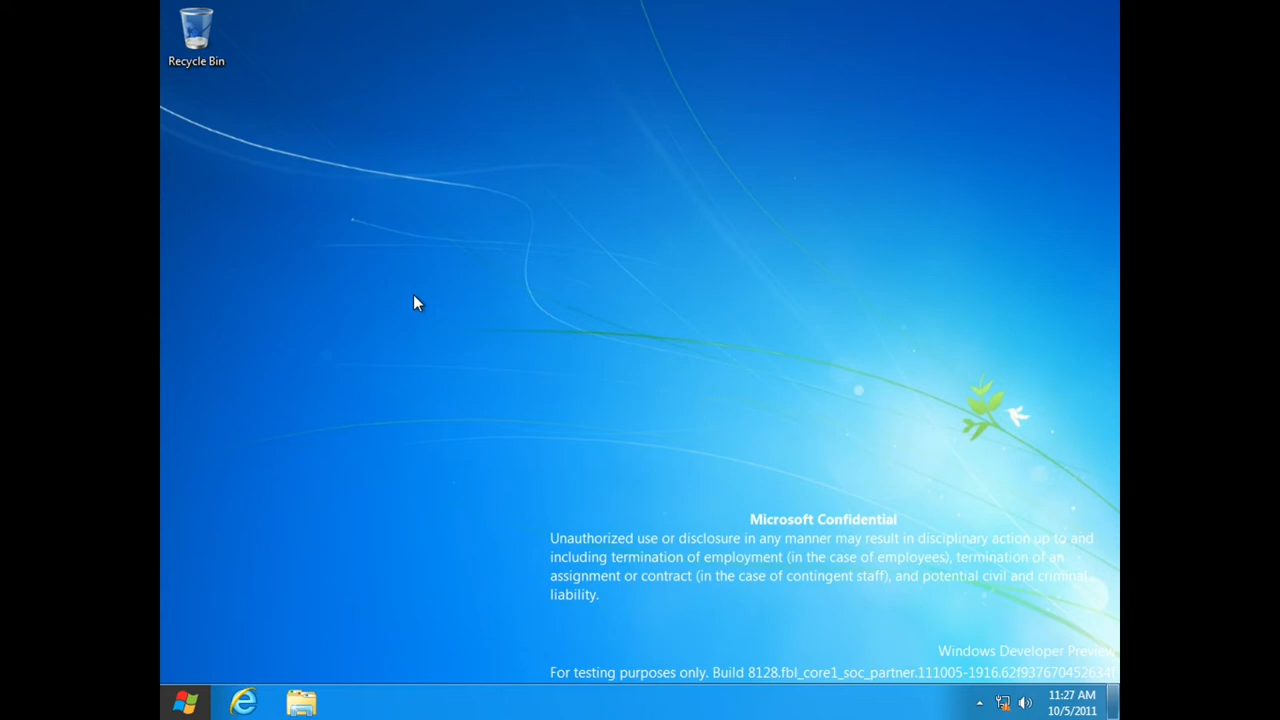 Recycle Bin
Microsoft Confidential
Unauthorized use or disclosure in any manner may result in disciplinary action up to and
including termination of employment (in the case of employees), termination of an
assignment or contract (in the case of contingent staff), and potential civil and criminal
liability.
Windows Developer Preview
For testing purposes only. Build 8128.fbl_core1_soc_partner.111005-1916.62f937670452634f
11:27 AM
10/5/2011